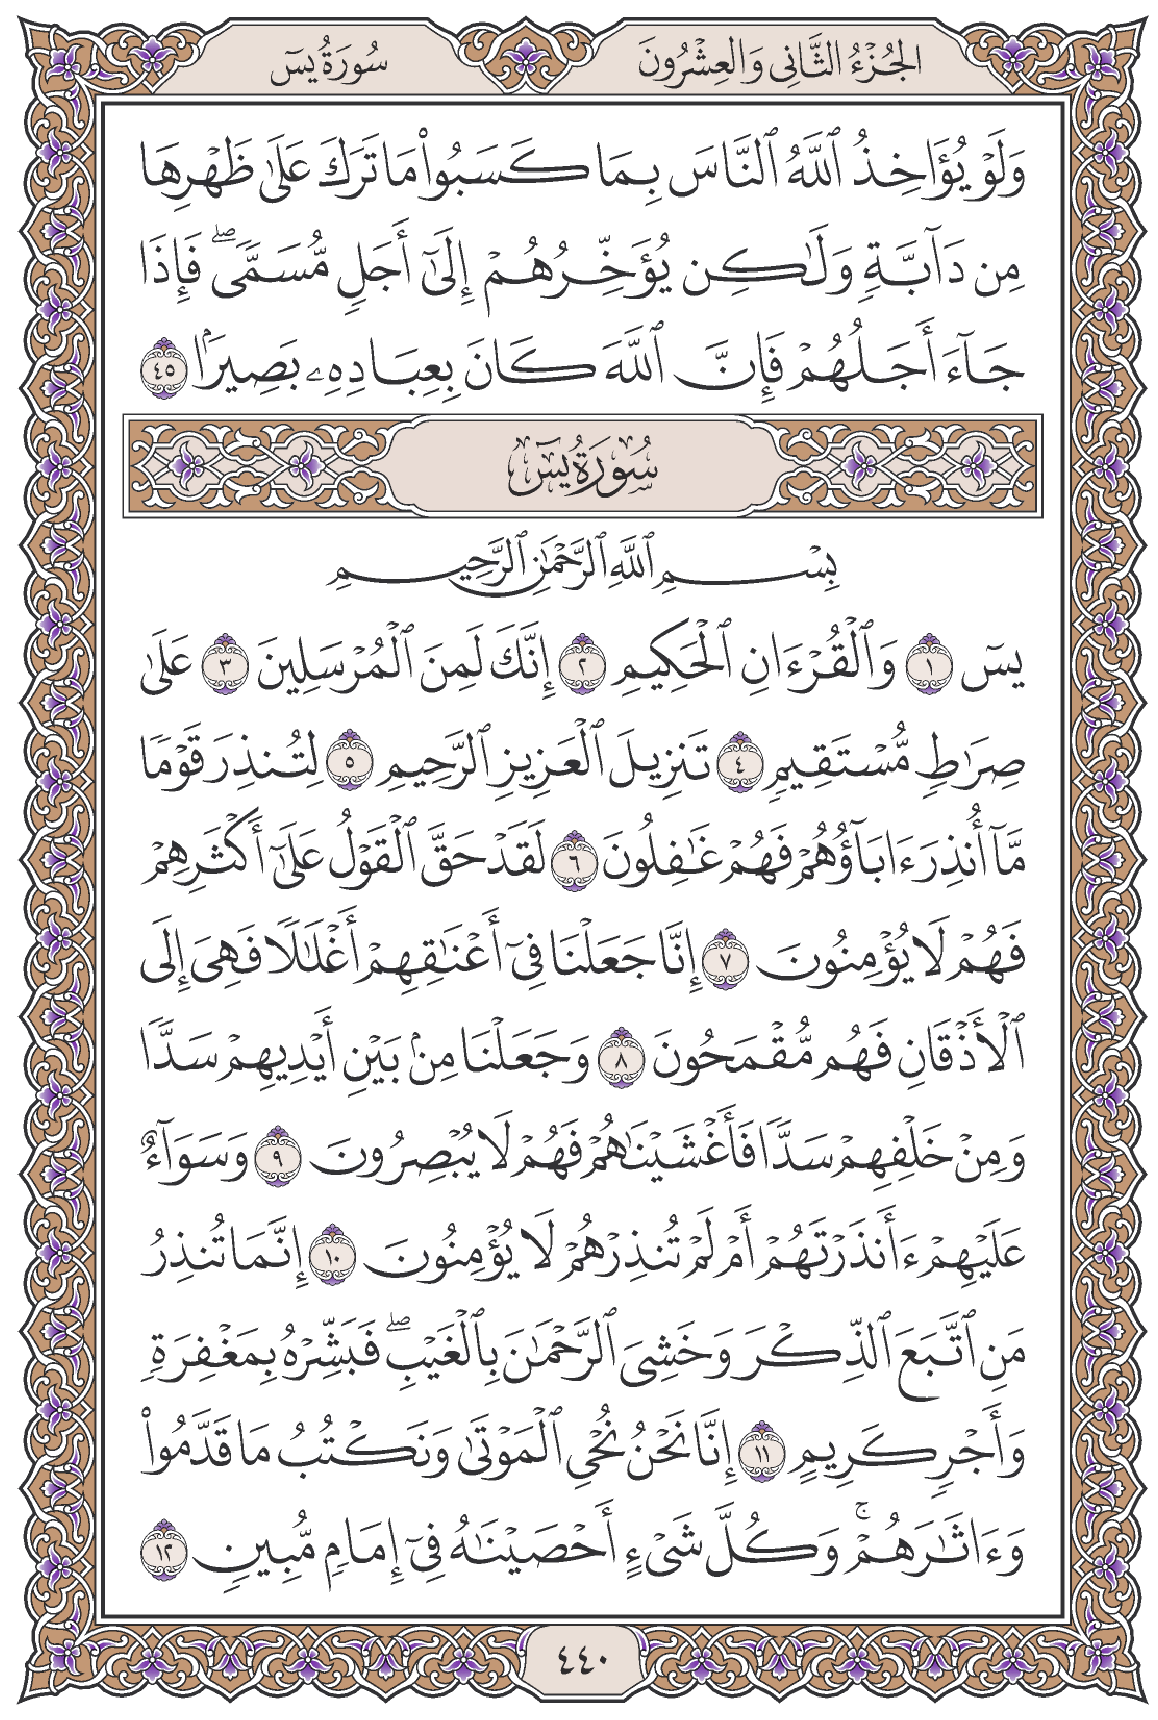 الجُزْءُ الثَّانِي وَالعِشْرُونَ
سُورَةُ يسٓ
وَلَوْ يُؤَاخِذُ ٱللَّهُ ٱلنَّاسَ بِمَا كَسَبُوا۟ مَا تَرَكَ عَلَىٰ ظَهْرِهَا
مِن دَآبَّةٍ وَلَٰكِن يُؤَخِّرُهُمْ إِلَىٰٓ أَجَلٍ مُّسَمًّى ۖ فَإِذَا
جَآءَ أَجَلُهُمْ فَإِنَّ ٱللَّهَ كَانَ بِعِبَادِهِۦ بَصِيرًۢا ٤٥
سُورَةُ يسٓ
بِسْمِ ٱللَّهِ ٱلرَّحْمَٰنِ ٱلرَّحِيمِ
يسٓ ١ وَٱلْقُرْءَانِ ٱلْحَكِيمِ ٢ إِنَّكَ لَمِنَ ٱلْمُرْسَلِينَ ٣ عَلَىٰ
صِرَٰطٍ مُّسْتَقِيمٍ ٤ تَنزِيلَ ٱلْعَزِيزِ ٱلرَّحِيمِ ٥ لِتُنذِرَ قَوْمًا
مَّآ أُنذِرَ ءَابَآؤُهُمْ فَهُمْ غَٰفِلُونَ ٦ لَقَدْ حَقَّ ٱلْقَوْلُ عَلَىٰٓ أَكْثَرِهِمْ
فَهُمْ لَا يُؤْمِنُونَ ٧ إِنَّا جَعَلْنَا فِىٓ أَعْنَٰقِهِمْ أَغْلَٰلًا فَهِىَ إِلَى
ٱلْأَذْقَانِ فَهُم مُّقْمَحُونَ ٨ وَجَعَلْنَا مِنۢ بَيْنِ أَيْدِيهِمْ سَدًّا
وَمِنْ خَلْفِهِمْ سَدًّا فَأَغْشَيْنَٰهُمْ فَهُمْ لَا يُبْصِرُونَ ٩ وَسَوَآءٌ
عَلَيْهِمْ ءَأَنذَرْتَهُمْ أَمْ لَمْ تُنذِرْهُمْ لَا يُؤْمِنُونَ ١٠ إِنَّمَا تُنذِرُ
مَنِ ٱتَّبَعَ ٱلذِّكْرَ وَخَشِىَ ٱلرَّحْمَٰنَ بِٱلْغَيْبِ ۖ فَبَشِّرْهُ بِمَغْفِرَةٍ
وَأَجْرٍ كَرِيمٍ ١١ إِنَّا نَحْنُ نُحْىِ ٱلْمَوْتَىٰ وَنَكْتُبُ مَا قَدَّمُوا۟
وَءَاثَٰرَهُمْ ۚ وَكُلَّ شَىْءٍ أَحْصَيْنَٰهُ فِىٓ إِمَامٍ مُّبِينٍ ١٢
٤٤٠